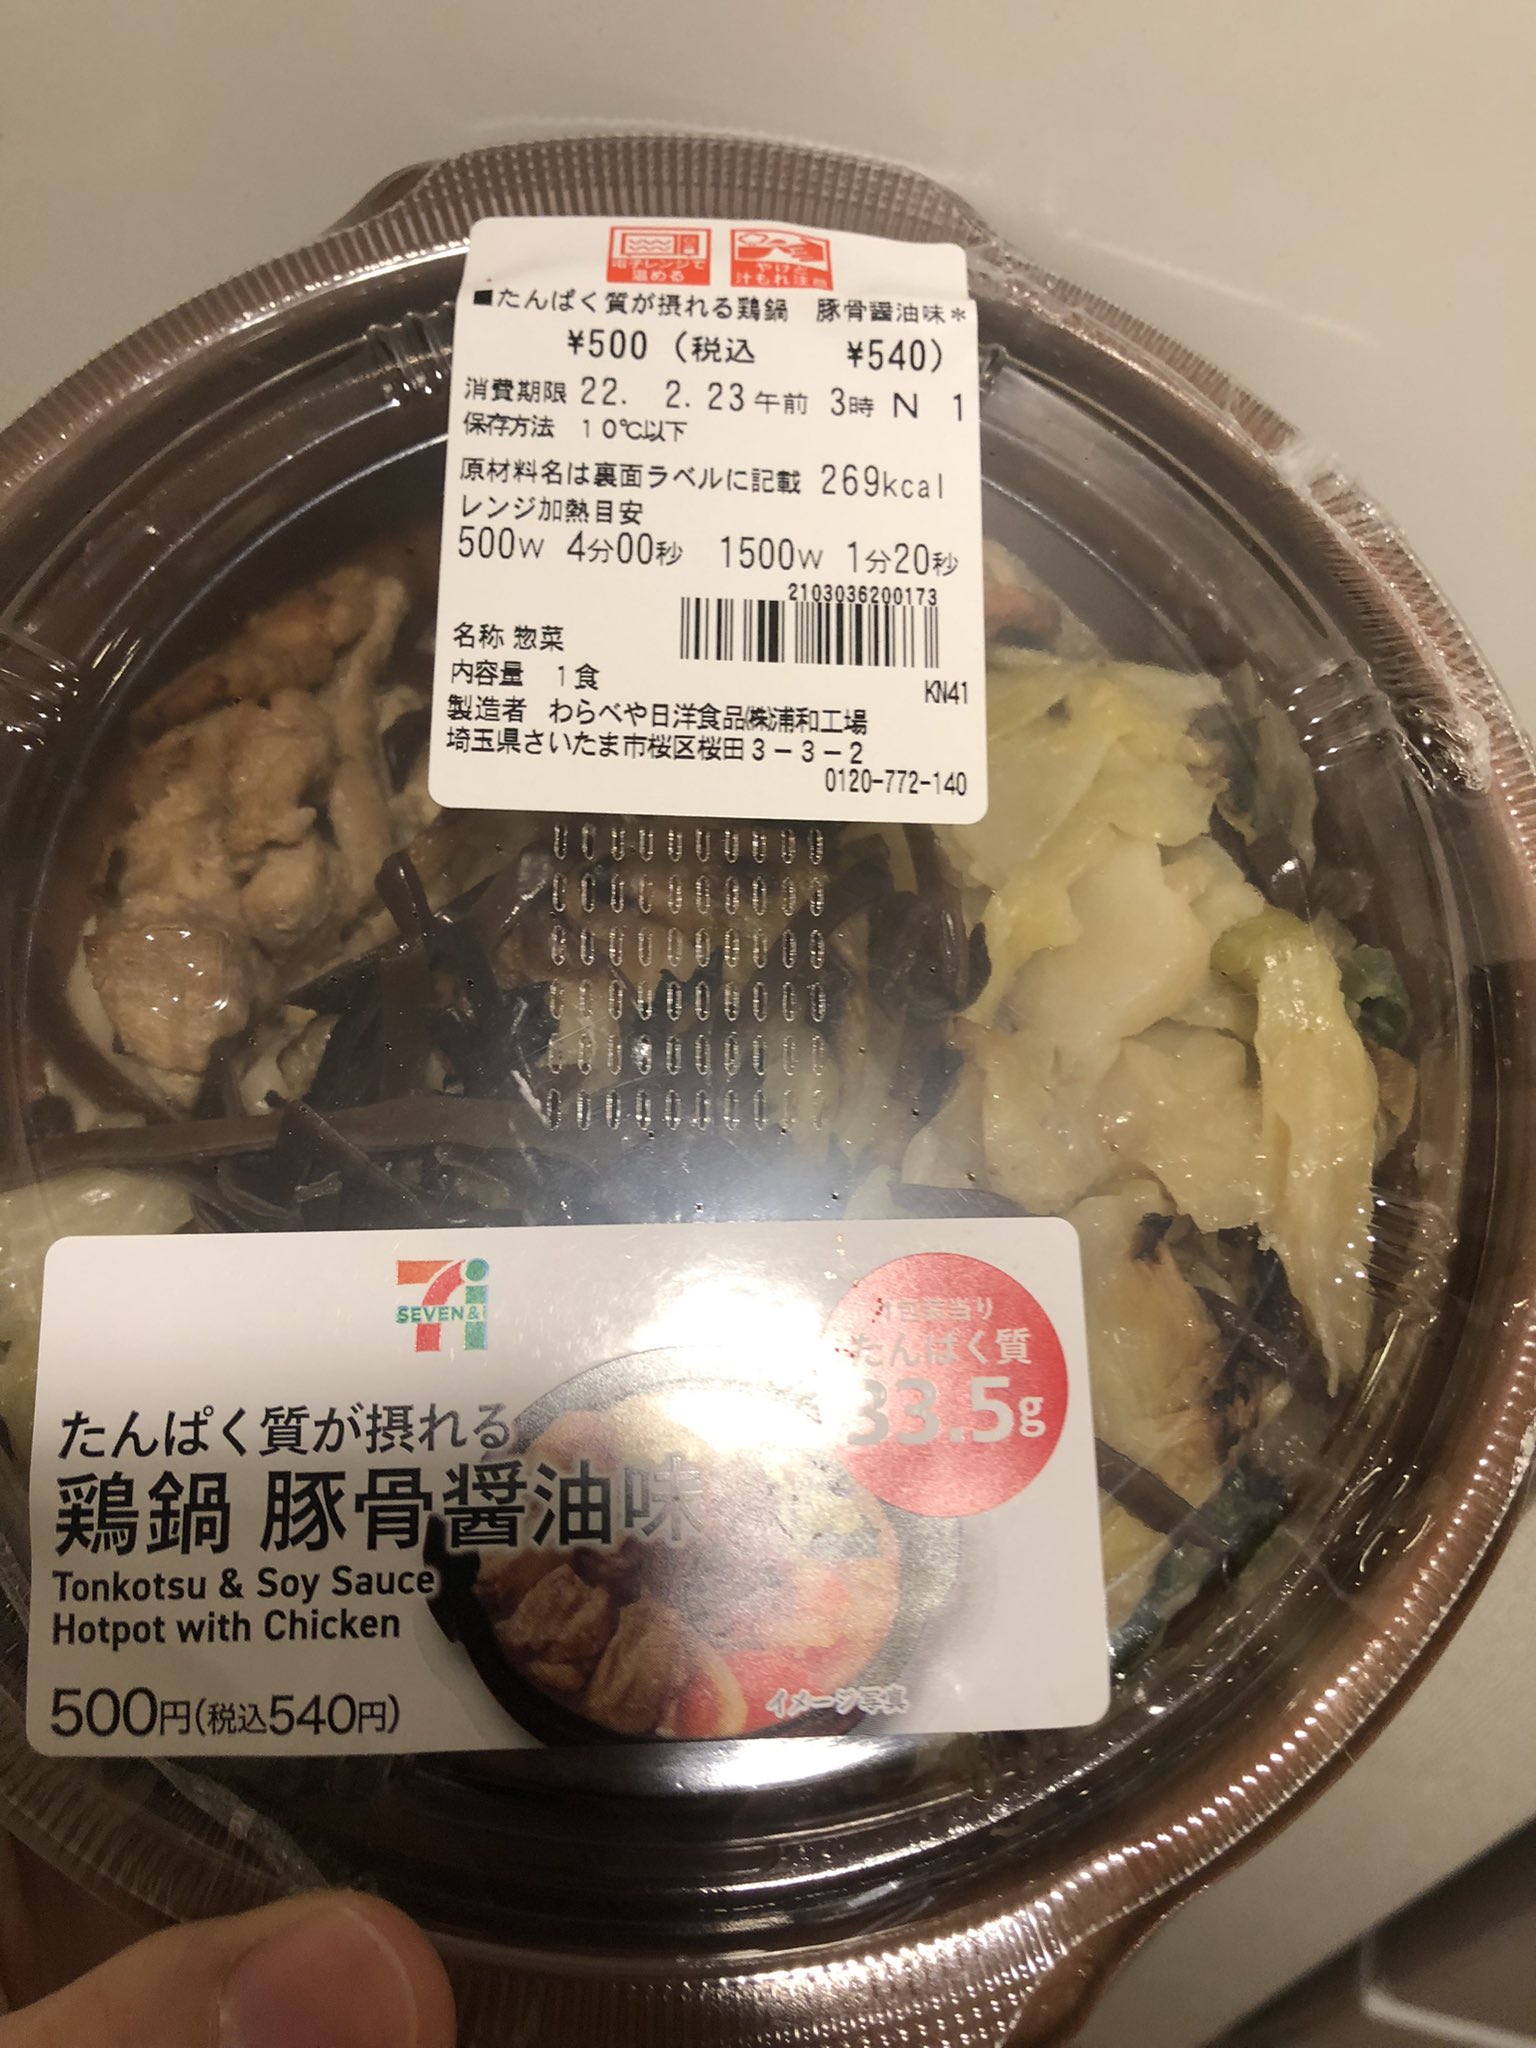 電子レンジで
温める
やけど
汁もれ注意
■たんぱく質が摂れる鶏鍋　豚骨醤油味＊
¥500（税込　¥540）
消費期限 22. 2. 23午前 3時 N 1
保存方法　10℃以下
原材料名は裏面ラベルに記載 269kcal
レンジ加熱目安
500W 4分00秒　1500W 1分20秒
2103036200173
名称 惣菜
内容量　1食
KN41
製造者　わらべや日洋食品㈱浦和工場
埼玉県さいたま市桜区桜田3－3－2
0120-772-140
SEVEN&i
1包装当り
たんぱく質
33.5g
たんぱく質が摂れる
鶏鍋 豚骨醤油味
Tonkotsu & Soy Sauce
Hotpot with Chicken
500円(税込540円)
イメージ写真